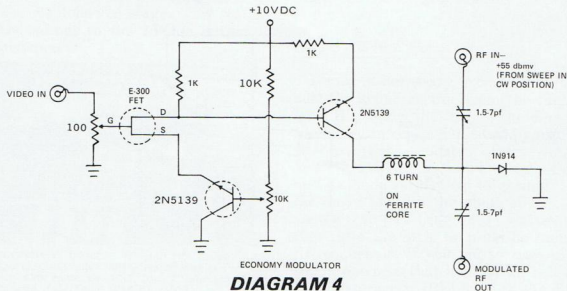 +10VDC
1K
RF IN--
+55 dbmv
(FROM SWEEP IN
CW POSITION)
E-300
FET
1K
10K
VIDEO IN
D
2N5139
1.5-7pf
100
G
S
1N914
6 TURN
2N5139
10K
ON
FERRITE
CORE
1.5-7pf
ECONOMY MODULATOR
DIAGRAM 4
MODULATED
RF
OUT